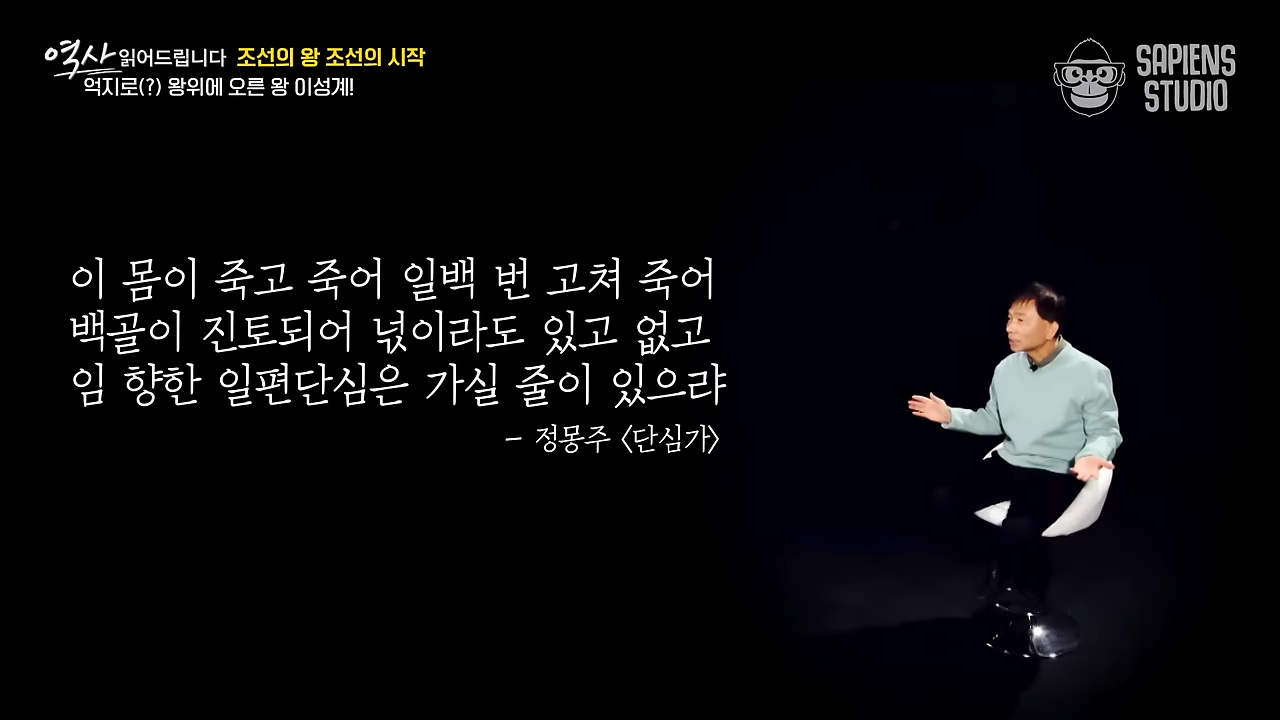 역사 읽어드립니다 조선의 왕 조선의 시작
억지로(?) 왕위에 오른 왕 이성계!
SAPIENS
STUDIO
이 몸이 죽고 죽어 일백 번 고쳐 죽어
백골이 진토되어 넋이라도 있고 없고
임 향한 일편단심은 가실 줄이 있으랴
- 정몽주 〈단심가〉